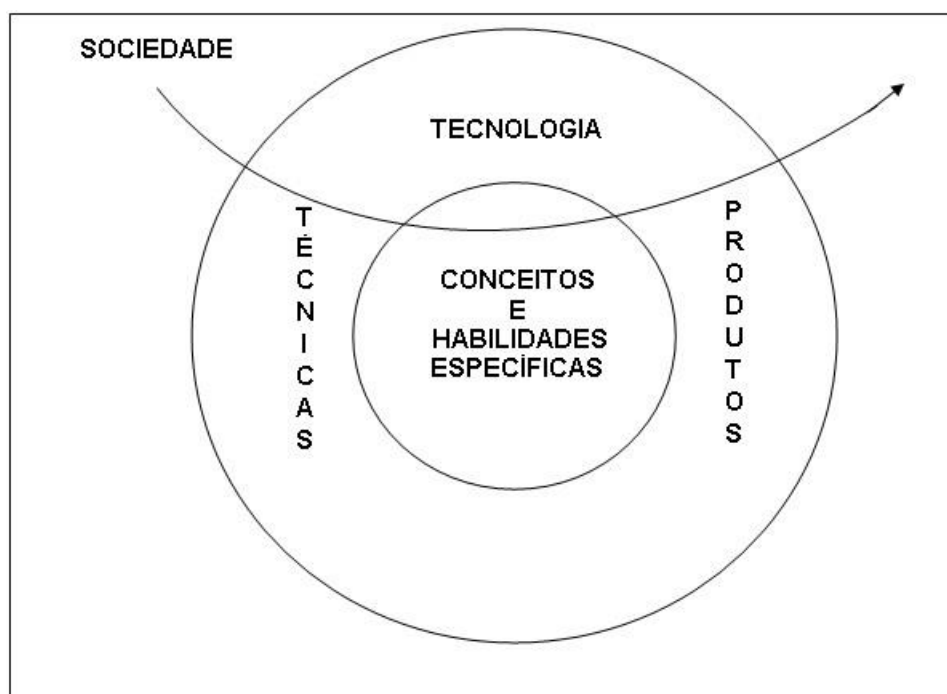 SOCIEDADE
TECNOLOGIA
TÉCNICAS
CONCEITOS
E
HABILIDADES
ESPECÍFICAS
PRODUTOS